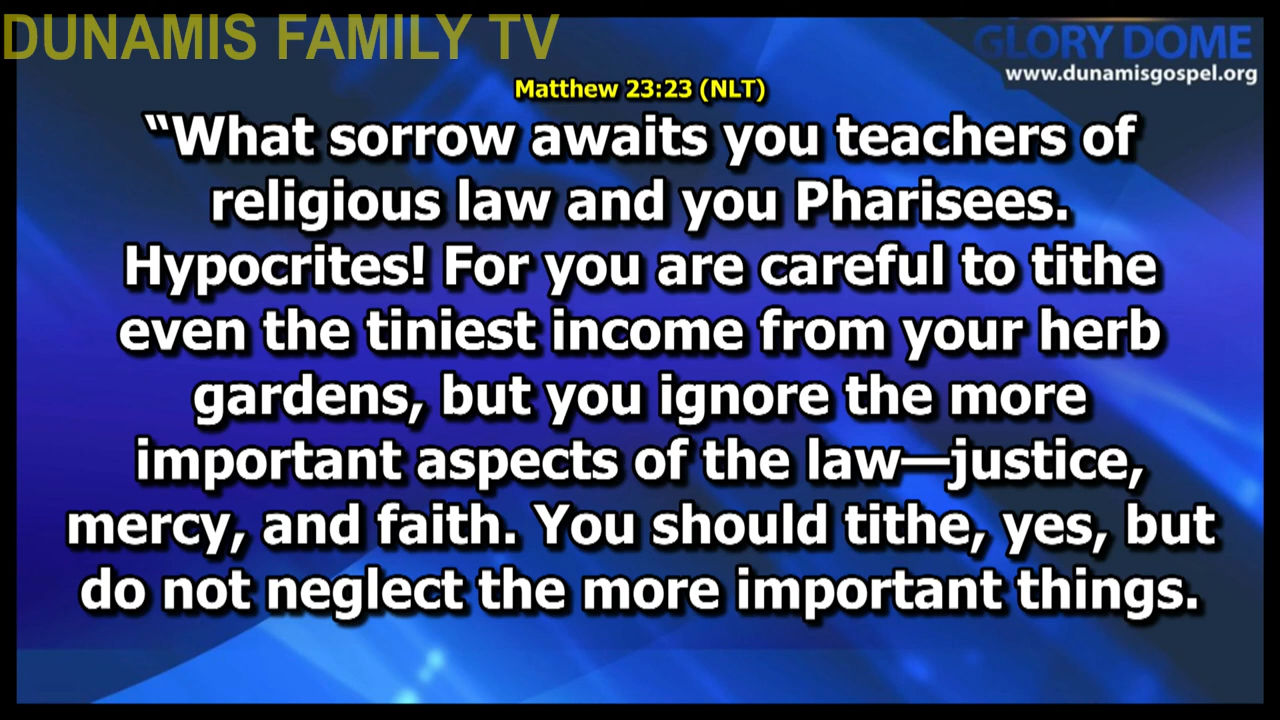 DUNAMIS FAMILY TV
GLORY DOME
www.dunamisgospel.org
Matthew 23:23 (NLT)
“What sorrow awaits you teachers of
religious law and you Pharisees.
Hypocrites! For you are careful to tithe
even the tiniest income from your herb
gardens, but you ignore the more
important aspects of the law—justice,
mercy, and faith. You should tithe, yes, but
do not neglect the more important things.